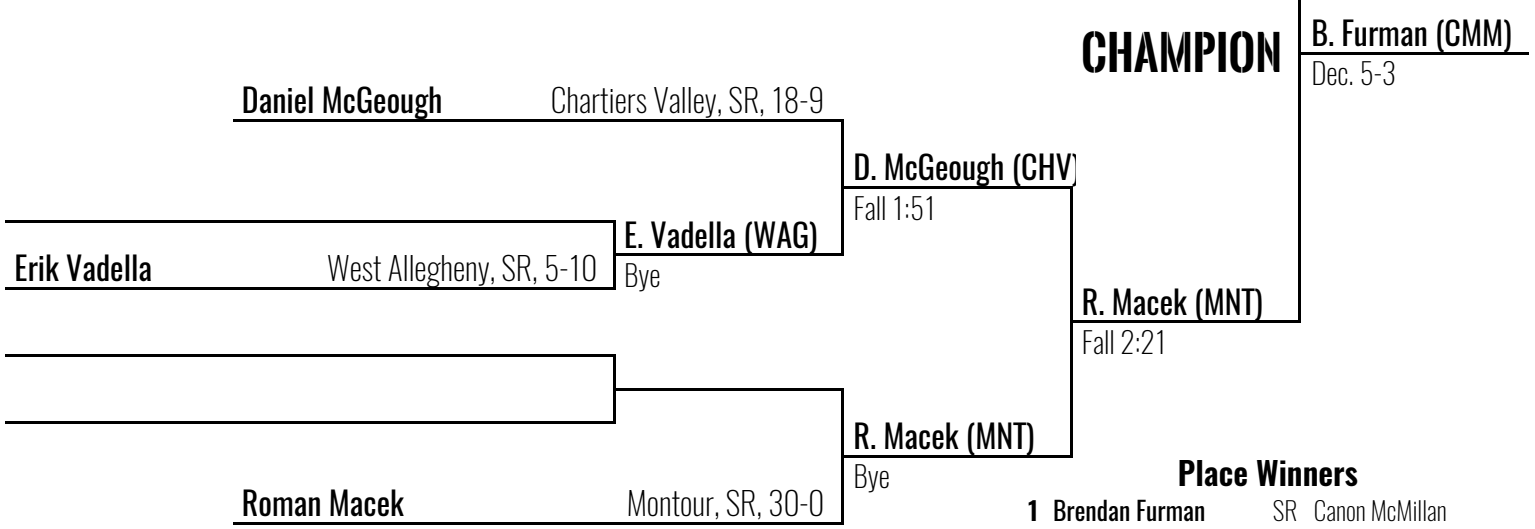 B. Furman (CMM)
CHAMPION
Dec. 5-3
Daniel McGeough Chartiers Valley, SR, 18-9
D. McGeough (CHV)
Fall 1:51
E. Vadella (WAG)
Erik Vadella West Allegheny, SR, 5-10
Bye
R. Macek (MNT)
Fall 2:21
R. Macek (MNT)
Bye
Place Winners
Roman Macek Montour, SR, 30-0
1 Brendan Furman SR Canon McMillan